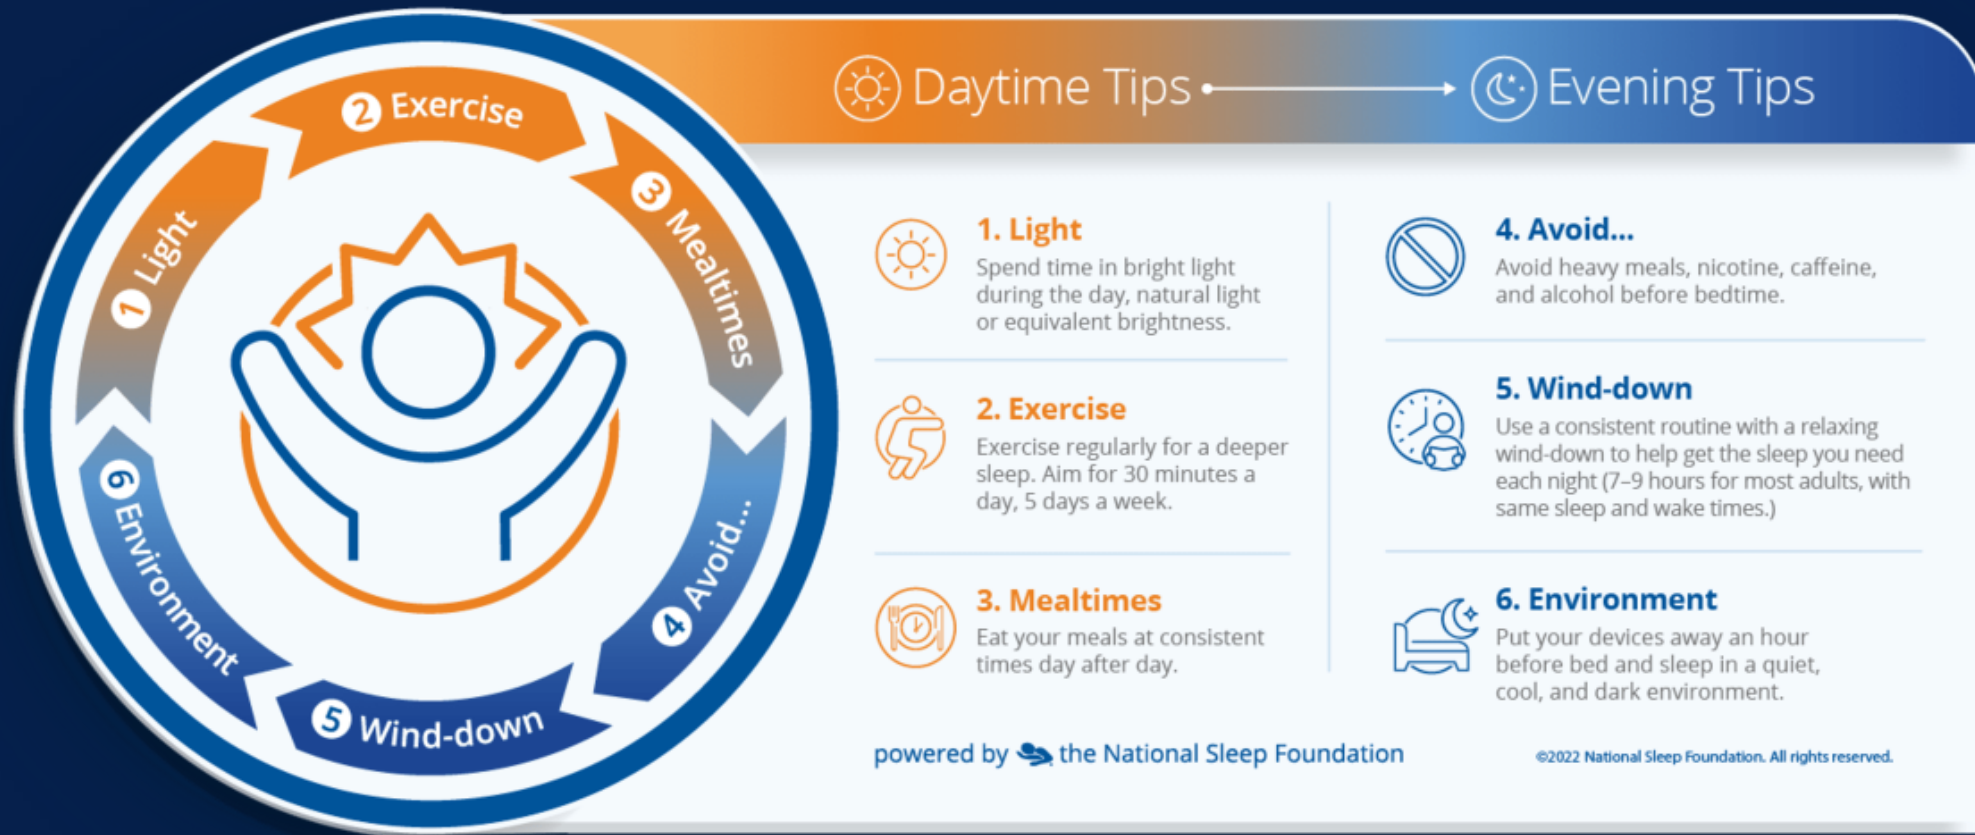 1 Light
2 Exercise
3 Mealtimes
4 Avoid...
5 Wind-down
6 Environment
Daytime Tips
Evening Tips
1. Light
Spend time in bright light
during the day, natural light
or equivalent brightness.
2. Exercise
Exercise regularly for a deeper
sleep. Aim for 30 minutes a
day, 5 days a week.
3. Mealtimes
Eat your meals at consistent
times day after day.
4. Avoid...
Avoid heavy meals, nicotine, caffeine,
and alcohol before bedtime.
5. Wind-down
Use a consistent routine with a relaxing
wind-down to help get the sleep you need
each night (7–9 hours for most adults, with
same sleep and wake times.)
6. Environment
Put your devices away an hour
before bed and sleep in a quiet,
cool, and dark environment.
powered by the National Sleep Foundation
©2022 National Sleep Foundation. All rights reserved.